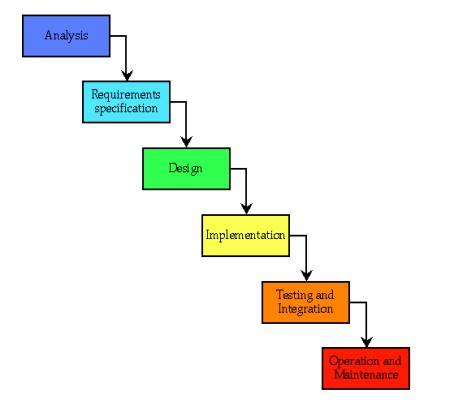 Analysis
Requirements
specification
Design
Implementation
Testing and
Integration
Operation and
Maintenance